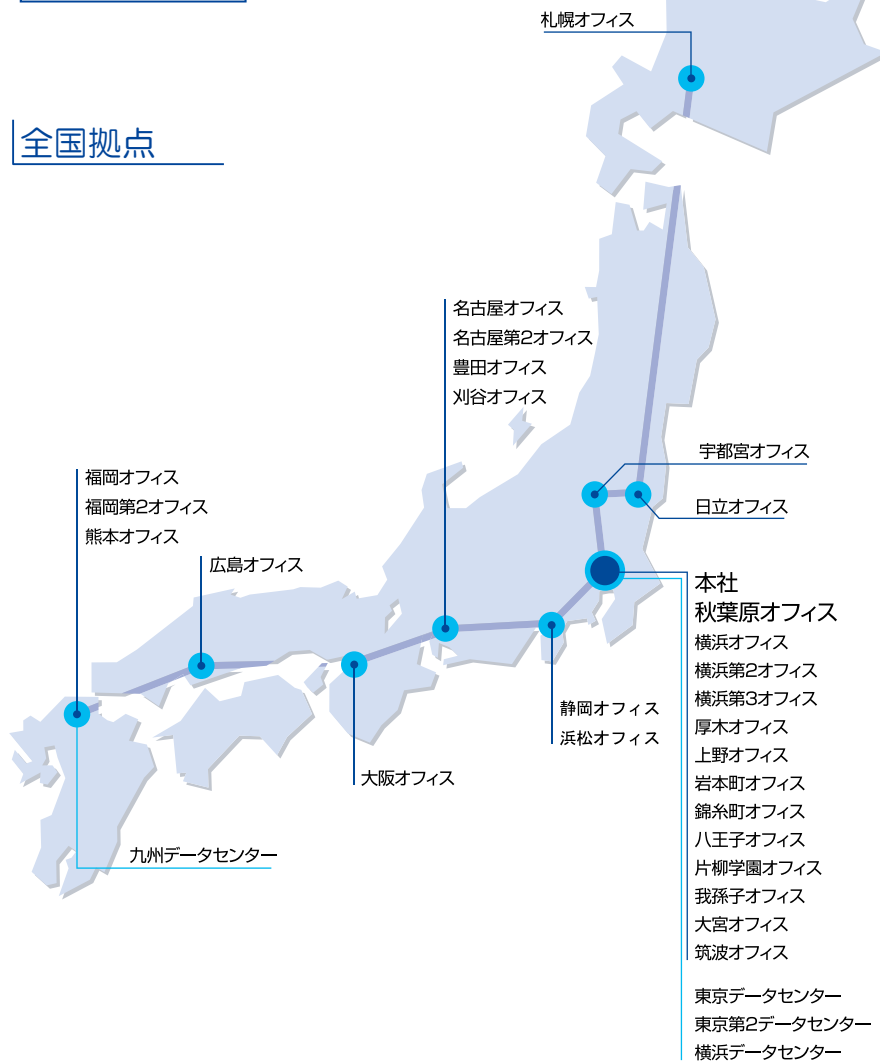 札幌オフィス
全国拠点
名古屋オフィス
名古屋第2オフィス
豊田オフィス
刈谷オフィス
宇都宮オフィス
日立オフィス
福岡オフィス
福岡第2オフィス
熊本オフィス
広島オフィス
本社
秋葉原オフィス
横浜オフィス
横浜第2オフィス
横浜第3オフィス
厚木オフィス
上野オフィス
岩本町オフィス
錦糸町オフィス
八王子オフィス
片柳学園オフィス
我孫子オフィス
大宮オフィス
筑波オフィス
静岡オフィス
浜松オフィス
大阪オフィス
九州データセンター
東京データセンター
東京第2データセンター
横浜データセンター